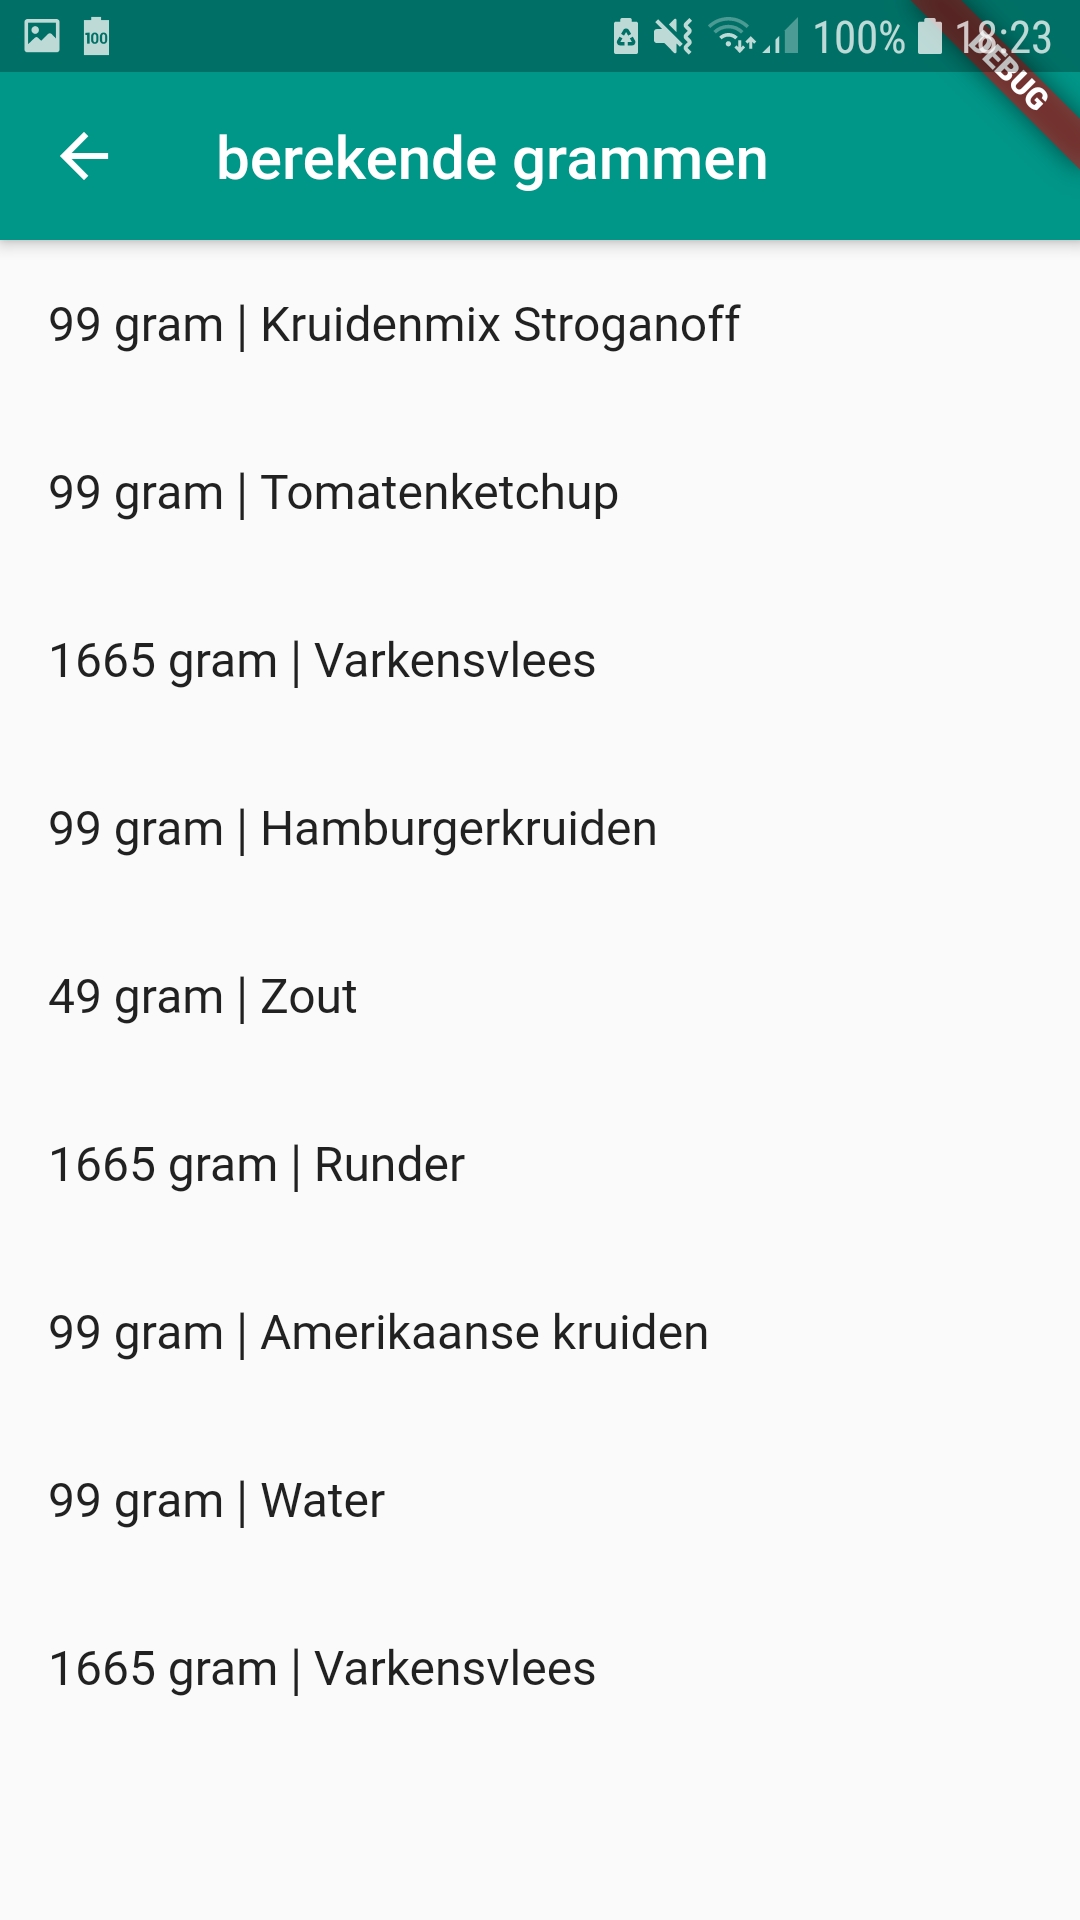 100 100% 18:23
DEBUG
berekende grammen
99 gram | Kruidenmix Stroganoff
99 gram | Tomatenketchup
1665 gram | Varkensvlees
99 gram | Hamburgerkruiden
49 gram | Zout
1665 gram | Runder
99 gram | Amerikaanse kruiden
99 gram | Water
1665 gram | Varkensvlees